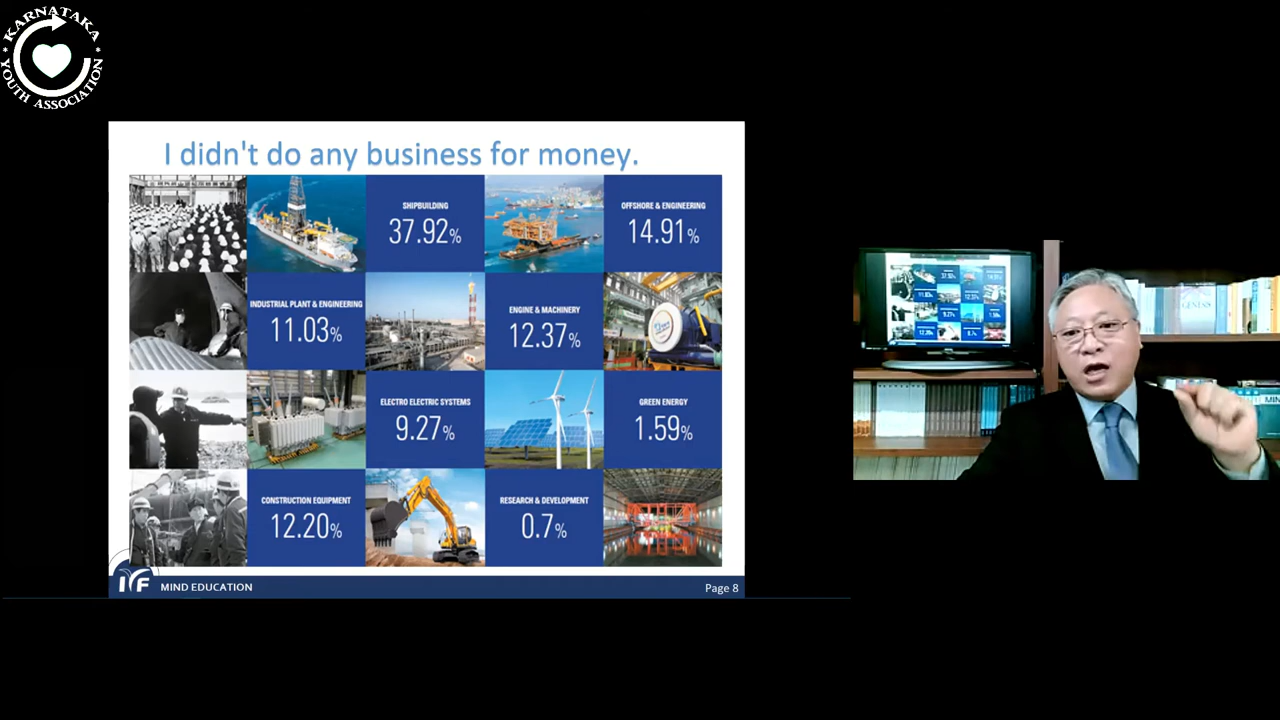 KARNATAKA
YOUTH ASSOCIATION
I didn't do any business for money.
SHIPBUILDING
37.92%
OFFSHORE & ENGINEERING
14.91%
INDUSTRIAL PLANT & ENGINEERING
11.03%
ENGINE & MACHINERY
12.37%
ELECTRO ELECTRIC SYSTEMS
9.27%
GREEN ENERGY
1.59%
CONSTRUCTION EQUIPMENT
12.20%
RESEARCH & DEVELOPMENT
0.7%
IYF
MIND EDUCATION
Page 8
GENESIS
MIN